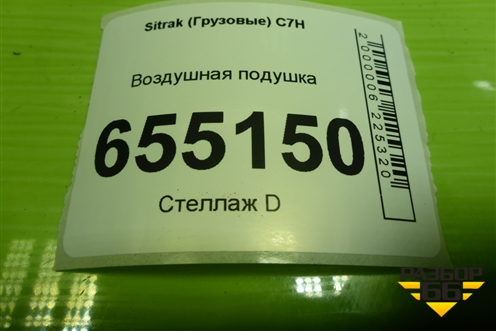 Sitrak (Грузовые) C7H
Воздушная подушка
655150
Стеллаж D
2000006225320
РАЗБОР
66